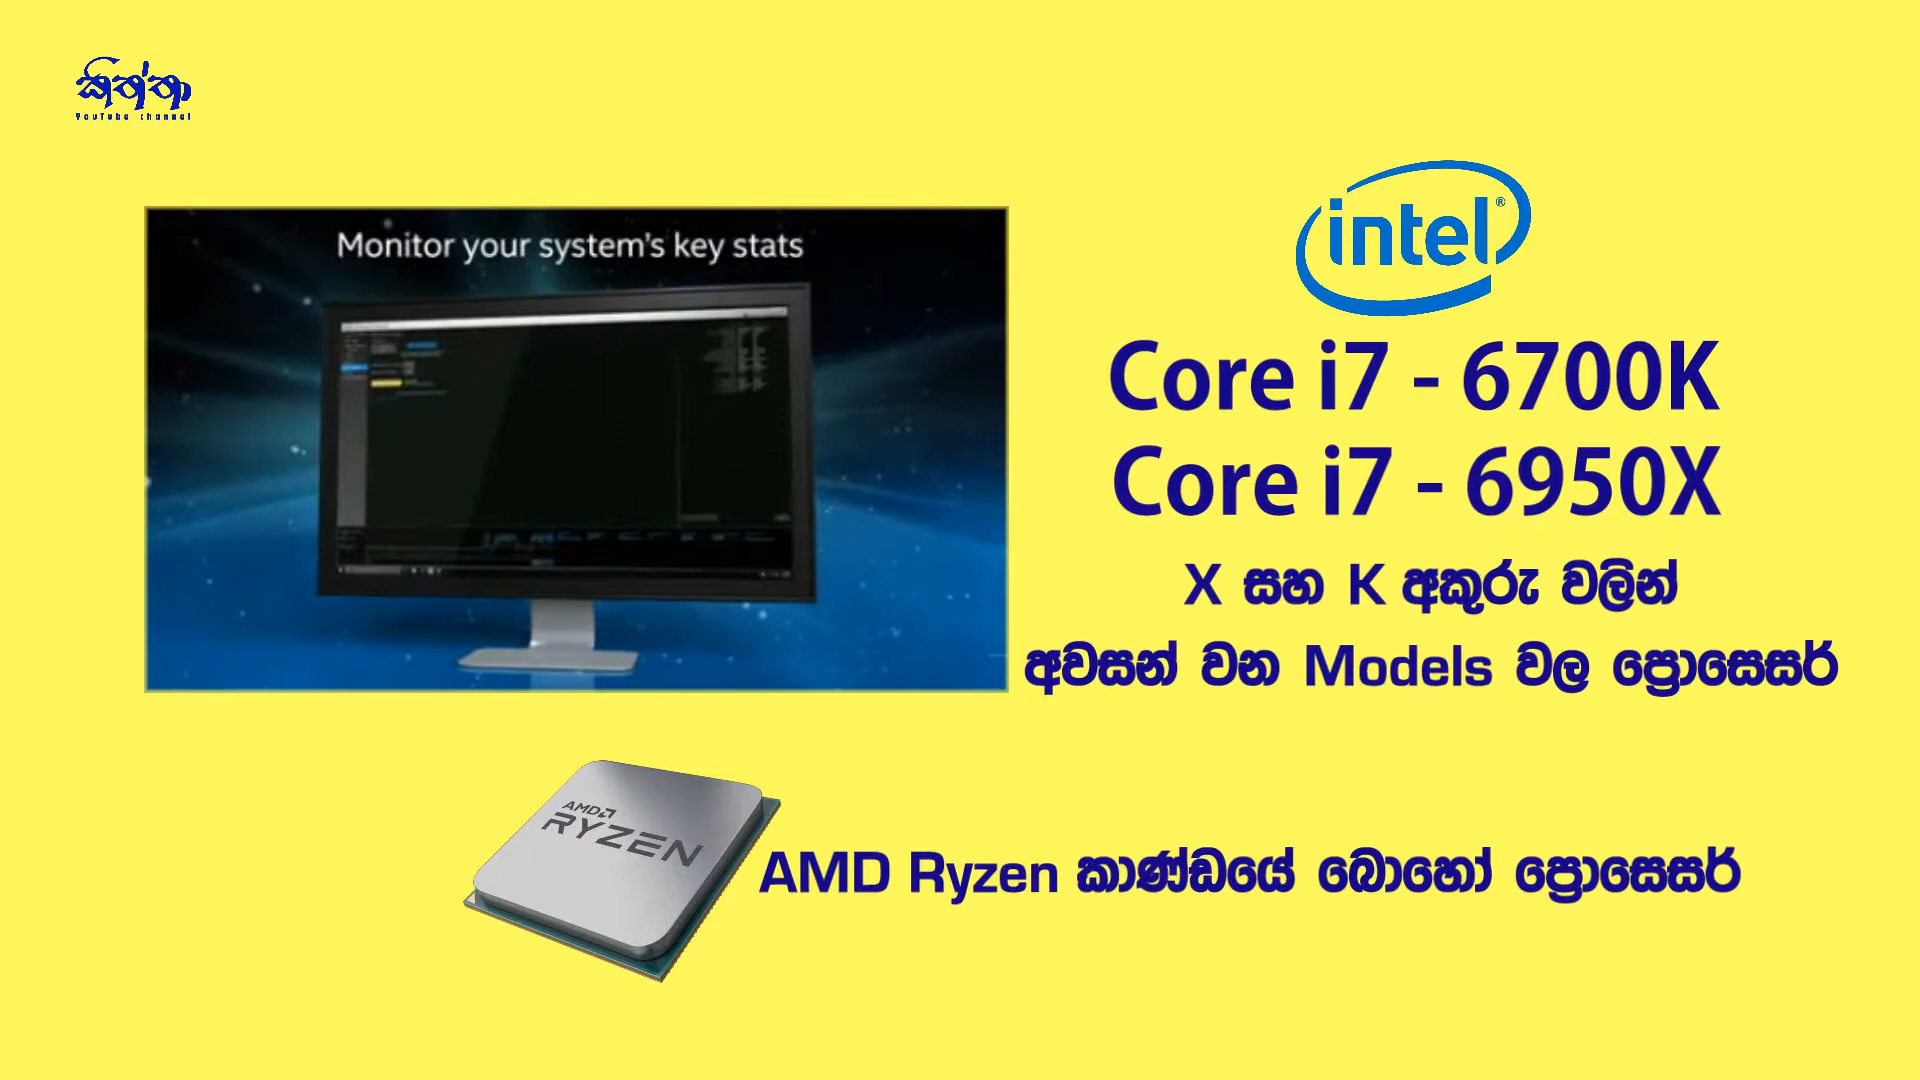 කිත්තා
YouTube channel
Monitor your system's key stats
intel®
Core i7 - 6700K
Core i7 - 6950X
X සහ K අකුරු වලින්
අවසන් වන Models වල ප්‍රොසෙසර්
AMD
RYZEN
AMD Ryzen කාණ්ඩයේ බොහෝ ප්‍රොසෙසර්